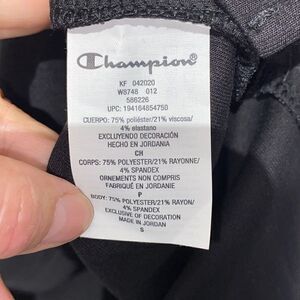 Champion
KF 042020
W8748 012
586226
UPC: 194164854750
CUERPO: 75% poliéster/21% viscosa/
4% elastano
EXCLUYENDO DECORACIÓN
HECHO EN JORDANIA
CH
CORPS: 75% POLYESTER/21% RAYONNE/
4% SPANDEX
ORNEMENTS NON COMPRIS
FABRIQUÉ EN JORDANIE
P
BODY: 75% POLYESTER/21% RAYON/
4% SPANDEX
EXCLUSIVE OF DECORATION
MADE IN JORDAN
S